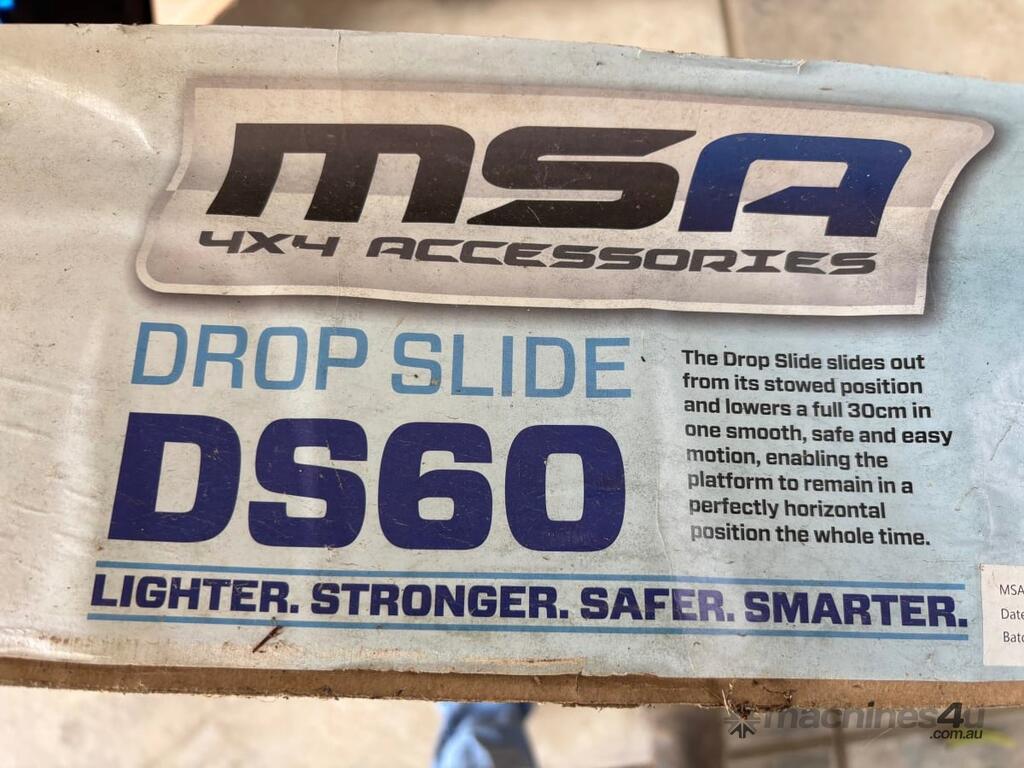 MSA
4X4 ACCESSORIES
DROP SLIDE
DS60
The Drop Slide slides out
from its stowed position
and lowers a full 30cm in
one smooth, safe and easy
motion, enabling the
platform to remain in a
perfectly horizontal
position the whole time.
LIGHTER. STRONGER. SAFER. SMARTER.
MSA
Date
Batc
machines4u
.com.au